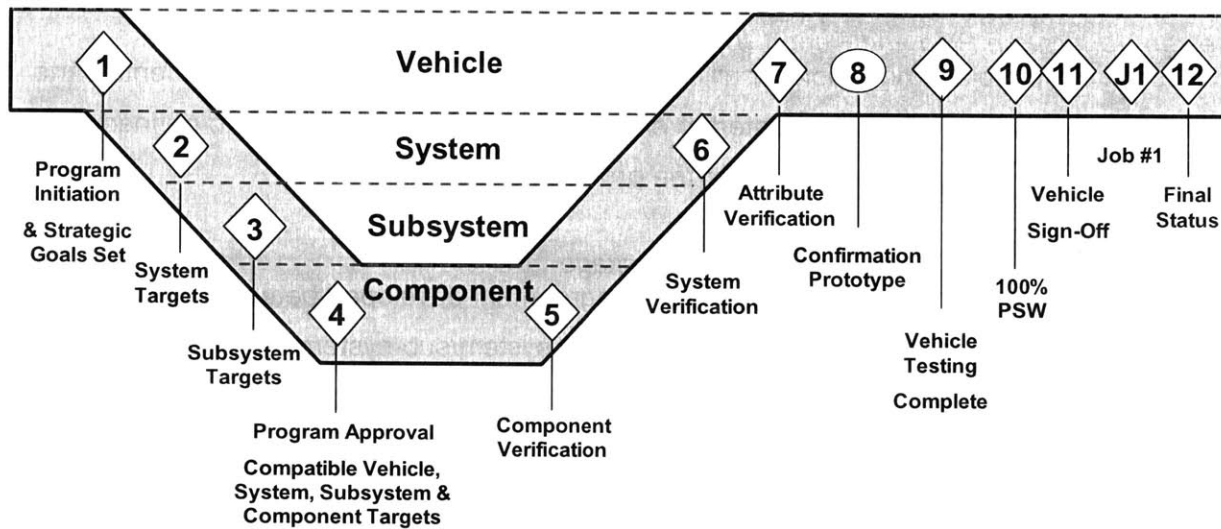 Vehicle
System
Subsystem
Component
1
2
3
4
5
6
7
8
9
10
11
J1
12
Program
Initiation
& Strategic
Goals Set
System
Targets
Subsystem
Targets
Program Approval
Compatible Vehicle,
System, Subsystem &
Component Targets
Component
Verification
System
Verification
Attribute
Verification
Confirmation
Prototype
Vehicle
Testing
Complete
100%
PSW
Vehicle
Sign-Off
Job #1
Final
Status